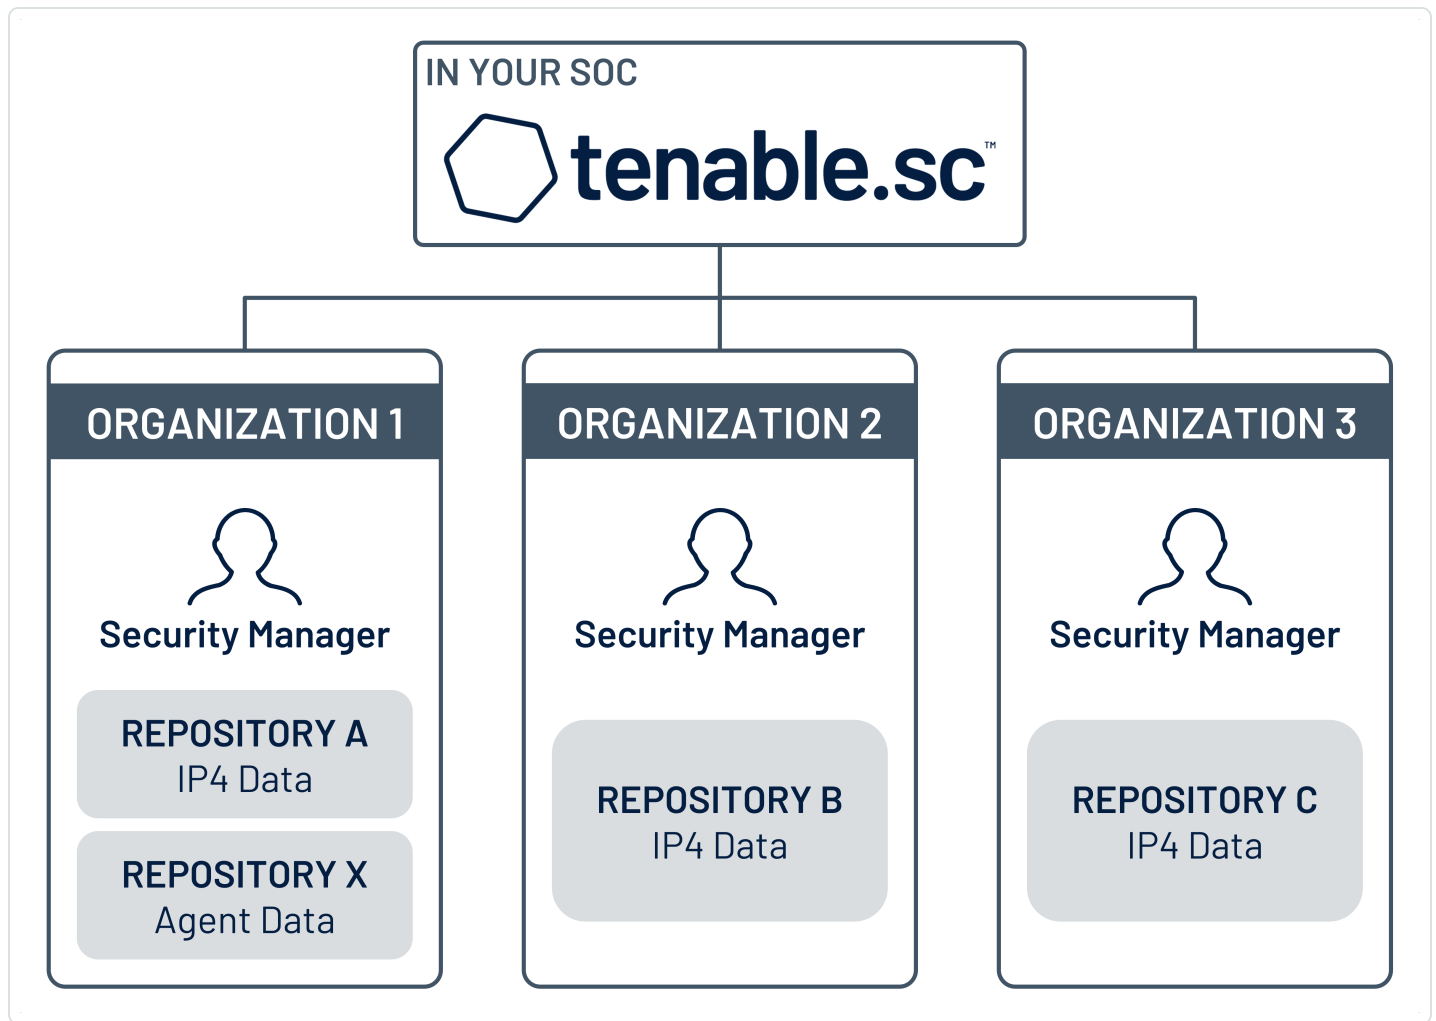 IN YOUR SOC
tenable.sc™
ORGANIZATION 1
Security Manager
REPOSITORY A
IP4 Data
REPOSITORY X
Agent Data
ORGANIZATION 2
Security Manager
REPOSITORY B
IP4 Data
ORGANIZATION 3
Security Manager
REPOSITORY C
IP4 Data